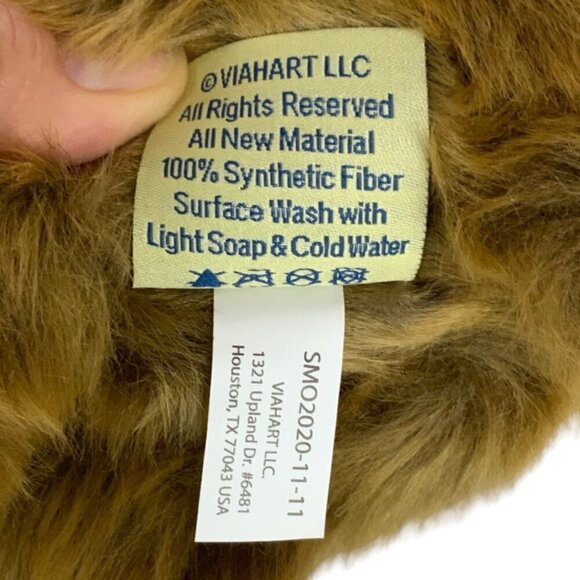 © VIAHART LLC
All Rights Reserved
All New Material
100% Synthetic Fiber
Surface Wash with
Light Soap & Cold Water
SMO2020-11-11
VIAHART LLC.
1321 Upland Dr. #6481
Houston, TX 77043 USA